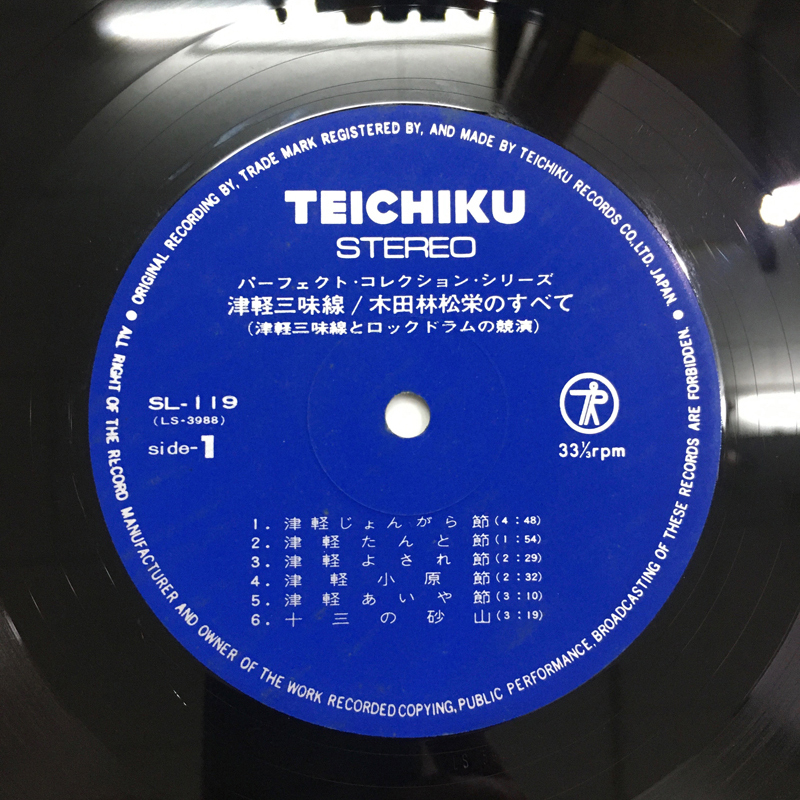 ● ORIGINAL RECORDING BY, TRADE MARK REGISTERED BY, AND MADE BY TEICHIKU RECORDS CO., LTD. JAPAN ●
TEICHIKU
STEREO
パーフェクト・コレクション・シリーズ
津軽三味線/木田林松栄のすべて
(津軽三味線とロックドラムの競演)
SL-119
(LS-3988)
side-1
TR
33⅓rpm
1. 津軽じょんがら節(4:48)
2. 津軽たんと節(1:54)
3. 津軽よされ節(2:29)
4. 津軽小原節(2:32)
5. 津軽あいや節(3:10)
6. 十三の砂山(3:19)
ALL RIGHT OF THE RECORD MANUFACTURER AND OWNER OF THE WORK RECORDED COPYING, PUBLIC PERFORMANCE, BROADCASTING OF THESE RECORDS ARE FORBIDDEN.